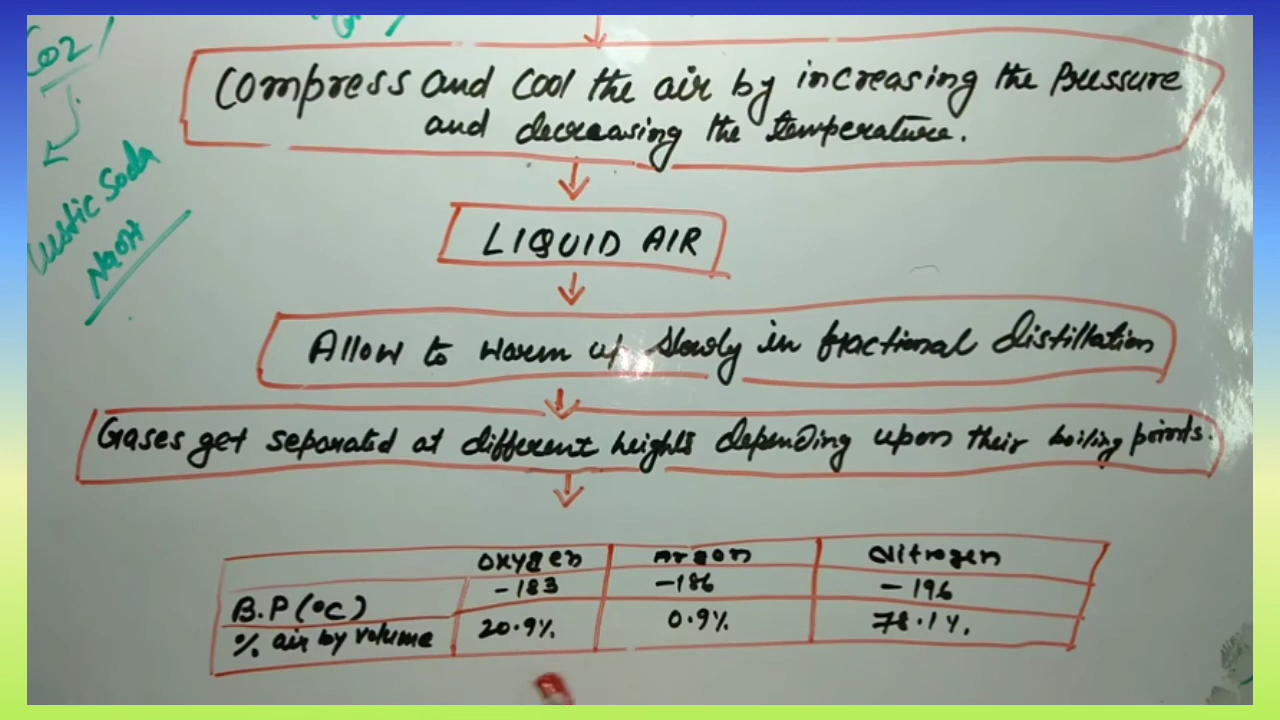 CO2
Compress and cool the air by increasing the pressure
and decreasing the temperature.
Custic Soda
NaOH
LIQUID AIR
Allow to warm up slowly in fractional distillation
Gases get separated at different heights depending upon their boiling points.
Oxygen Argon Nitrogen
B.P (°C) -183 -186 -196
% air by volume 20.9% 0.9% 78.1%